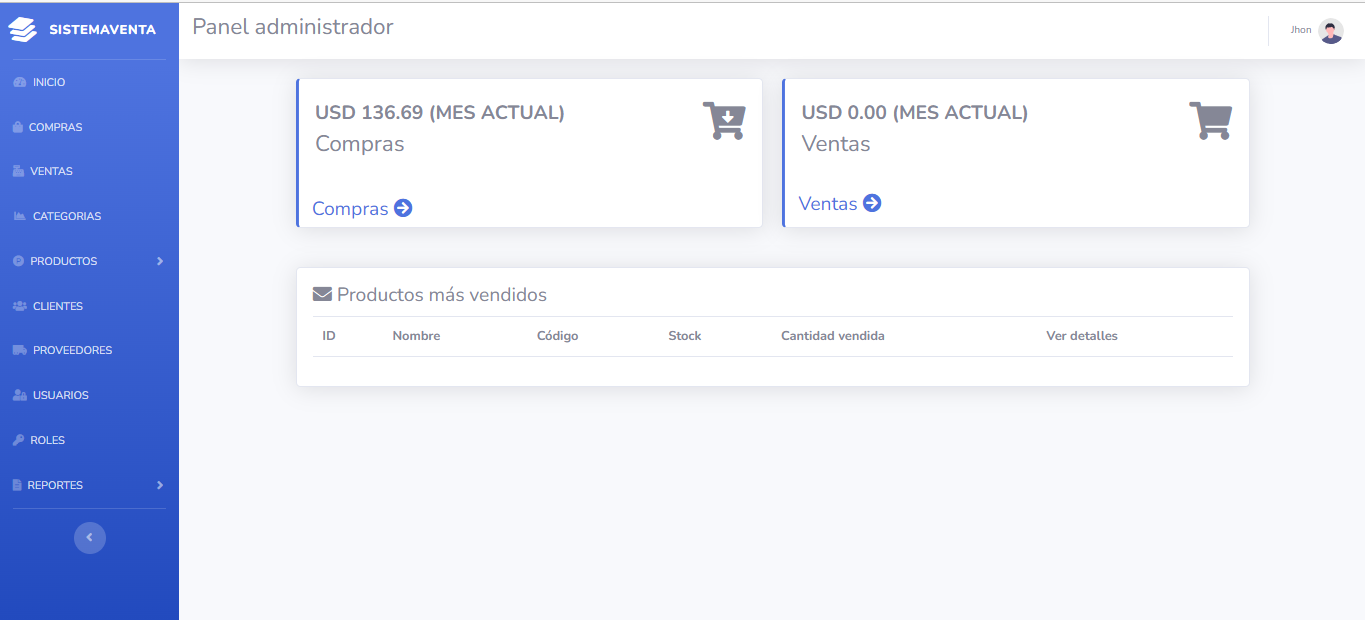 SISTEMAVENTA
Panel administrador
Jhon
INICIO
COMPRAS
VENTAS
CATEGORIAS
PRODUCTOS
CLIENTES
PROVEEDORES
USUARIOS
ROLES
REPORTES
USD 136.69 (MES ACTUAL)
Compras
Compras
USD 0.00 (MES ACTUAL)
Ventas
Ventas
Productos más vendidos
ID Nombre Código Stock Cantidad vendida Ver detalles